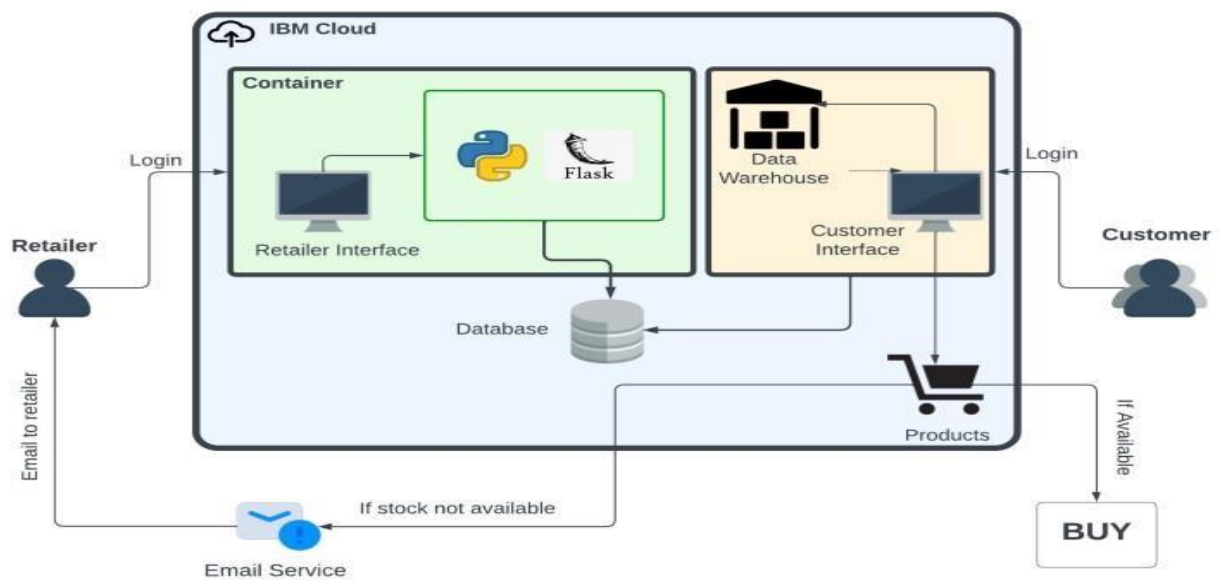 IBM Cloud
Container
Flask
Data
Warehouse
Login
Login
Retailer Interface
Customer
Interface
Retailer
Customer
Database
Products
Email to retailer
If Available
If stock not available
BUY
Email Service